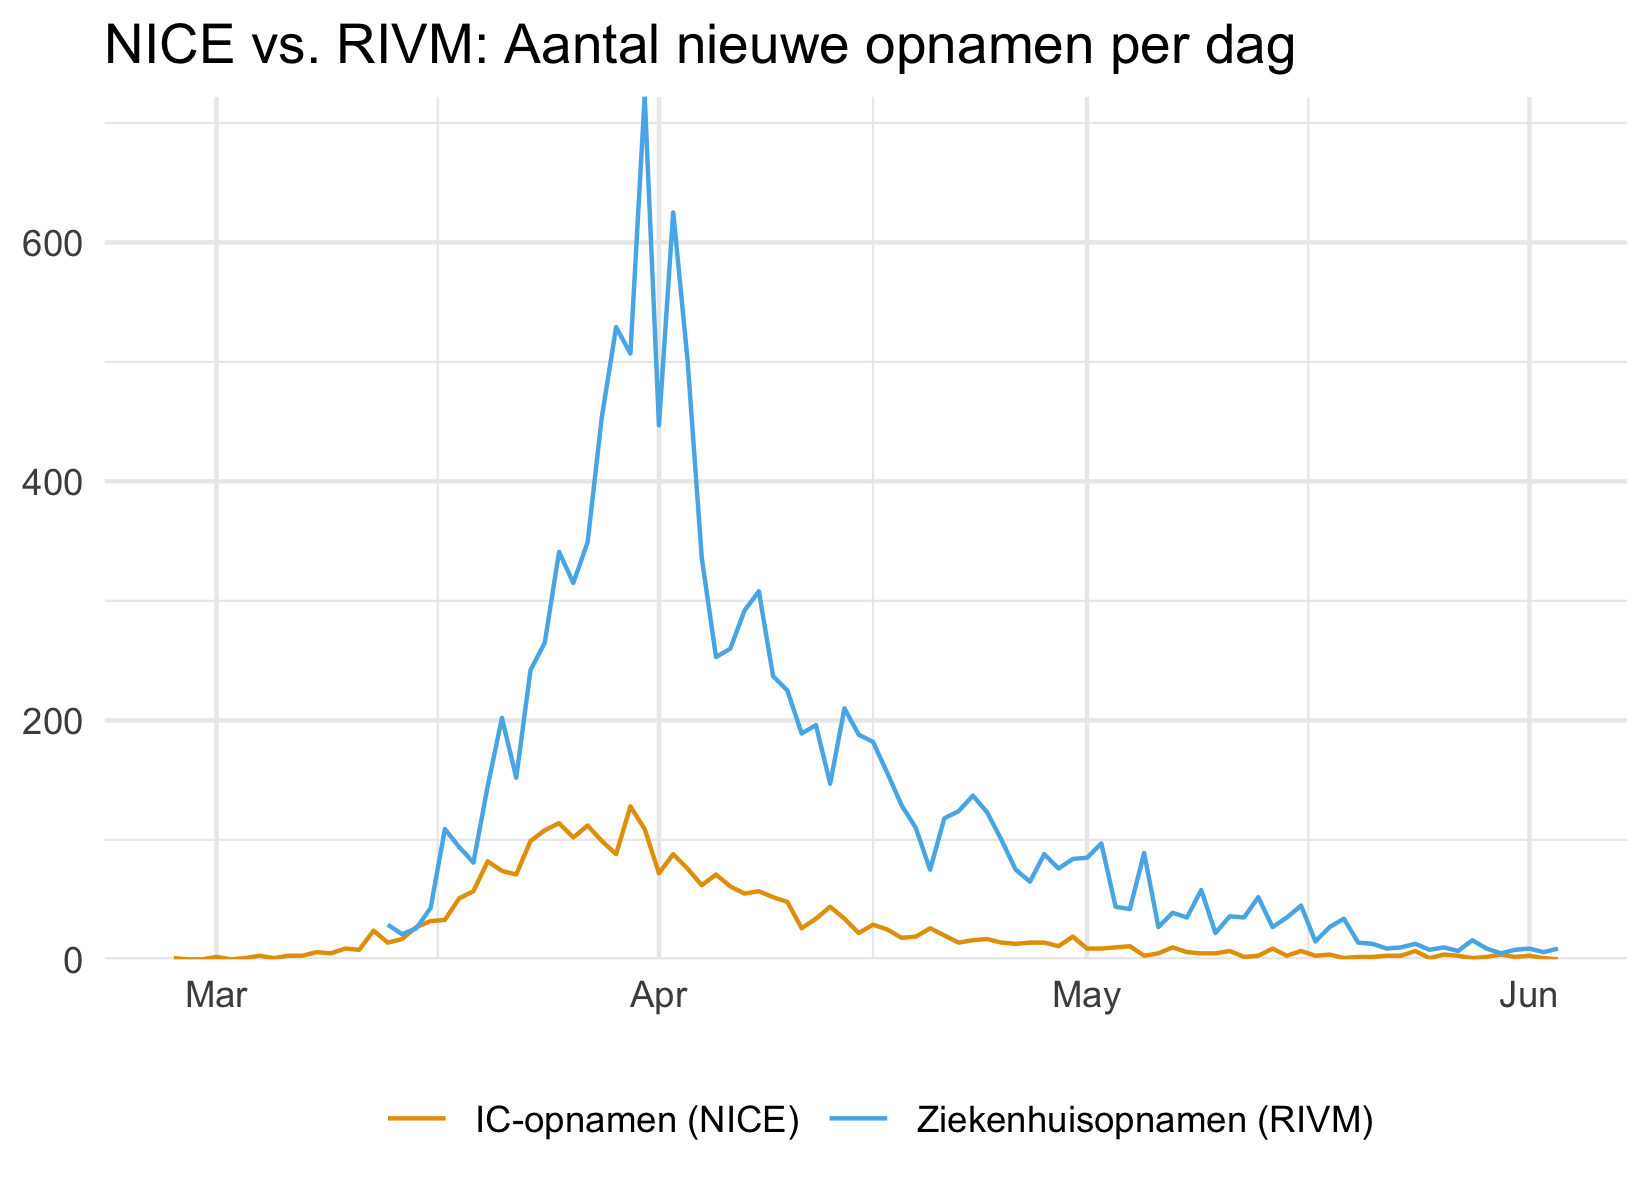 NICE vs. RIVM: Aantal nieuwe opnamen per dag
600
400
200
0
Mar Apr May Jun
IC-opnamen (NICE) Ziekenhuisopnamen (RIVM)